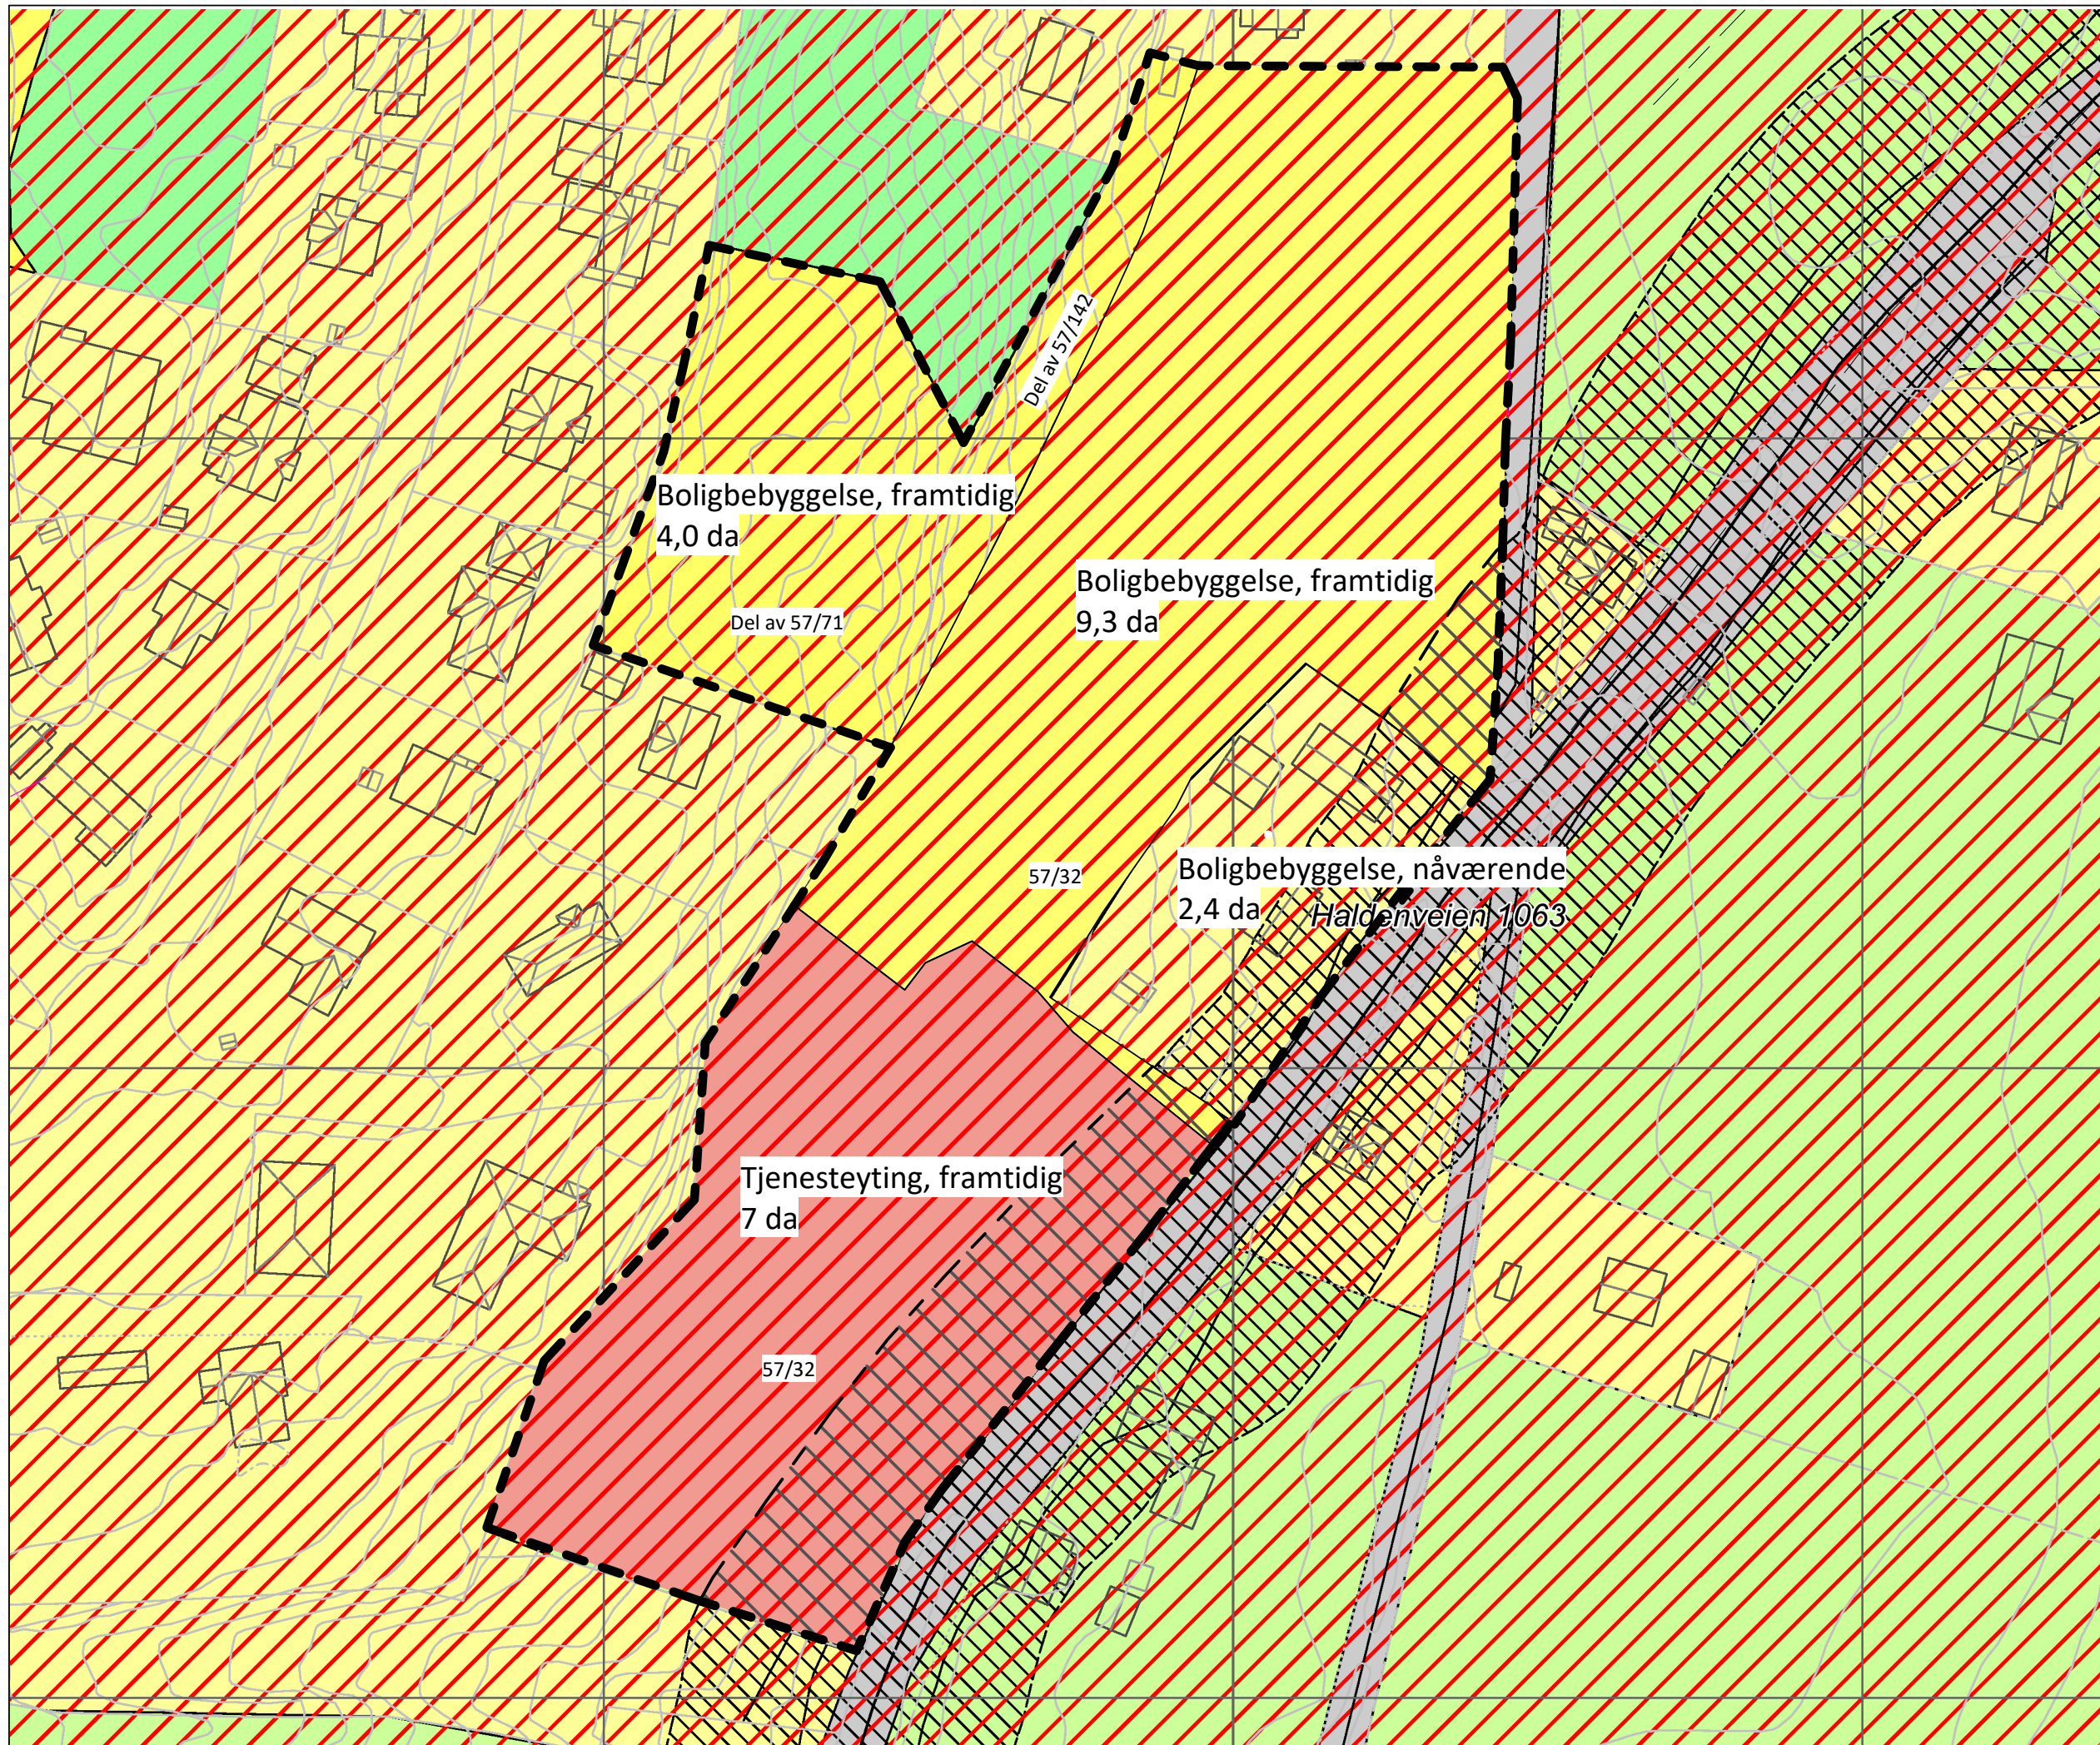 Del av 57/142
Boligbebyggelse, framtidig
4,0 da
Boligbebyggelse, framtidig
9,3 da
Del av 57/71
57/32
Boligbebyggelse, nåværende
2,4 da
Haldenveien 1063
Tjenesteyting, framtidig
7 da
57/32